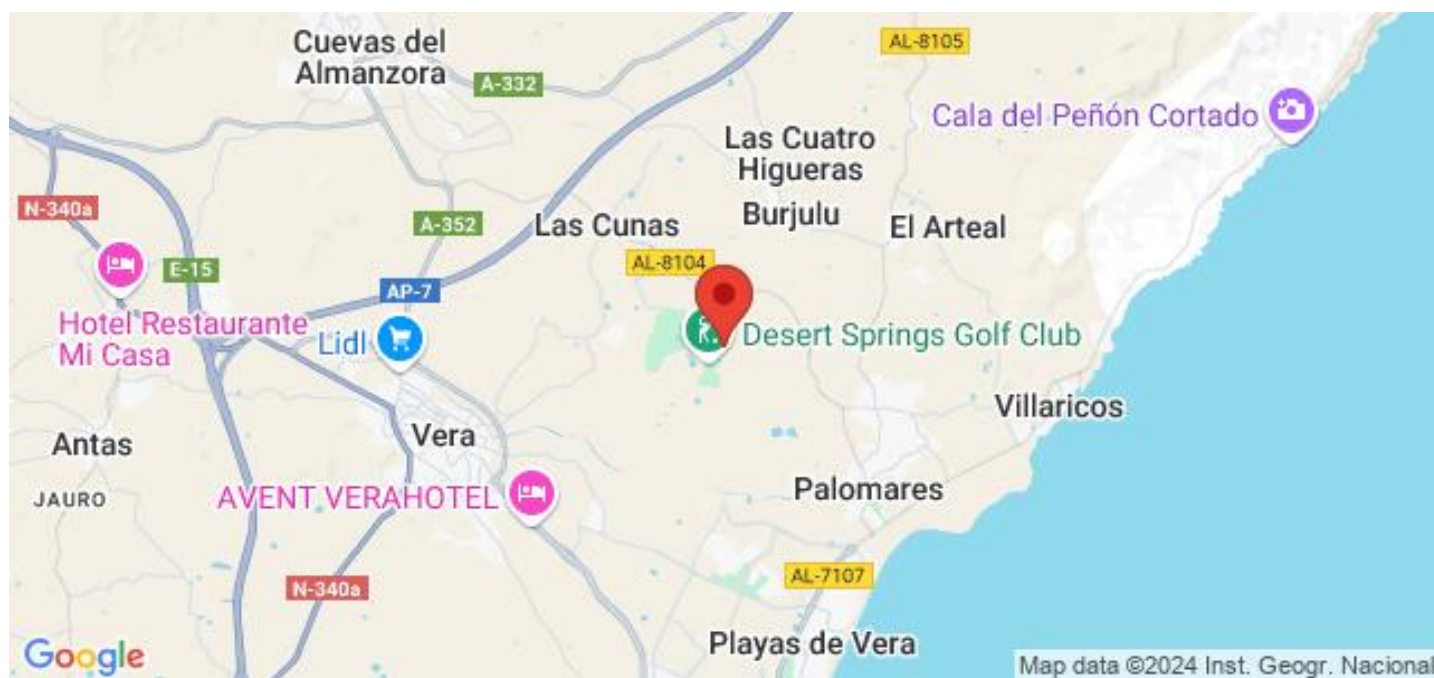 Cuevas del
Almanzora
A-332
AL-8105
Cala del Peñón Cortado
Las Cuatro
Higueras
N-340a
A-352
Las Cunas
Burjulu
El Arteal
E-15
AL-8104
AP-7
Hotel Restaurante
Mi Casa
Lidl
Desert Springs Golf Club
Villaricos
Antas
Vera
JAURO
AVENT VERAHOTEL
Palomares
N-340a
AL-7107
Playas de Vera
Google
Map data ©2024 Inst. Geogr. Nacional